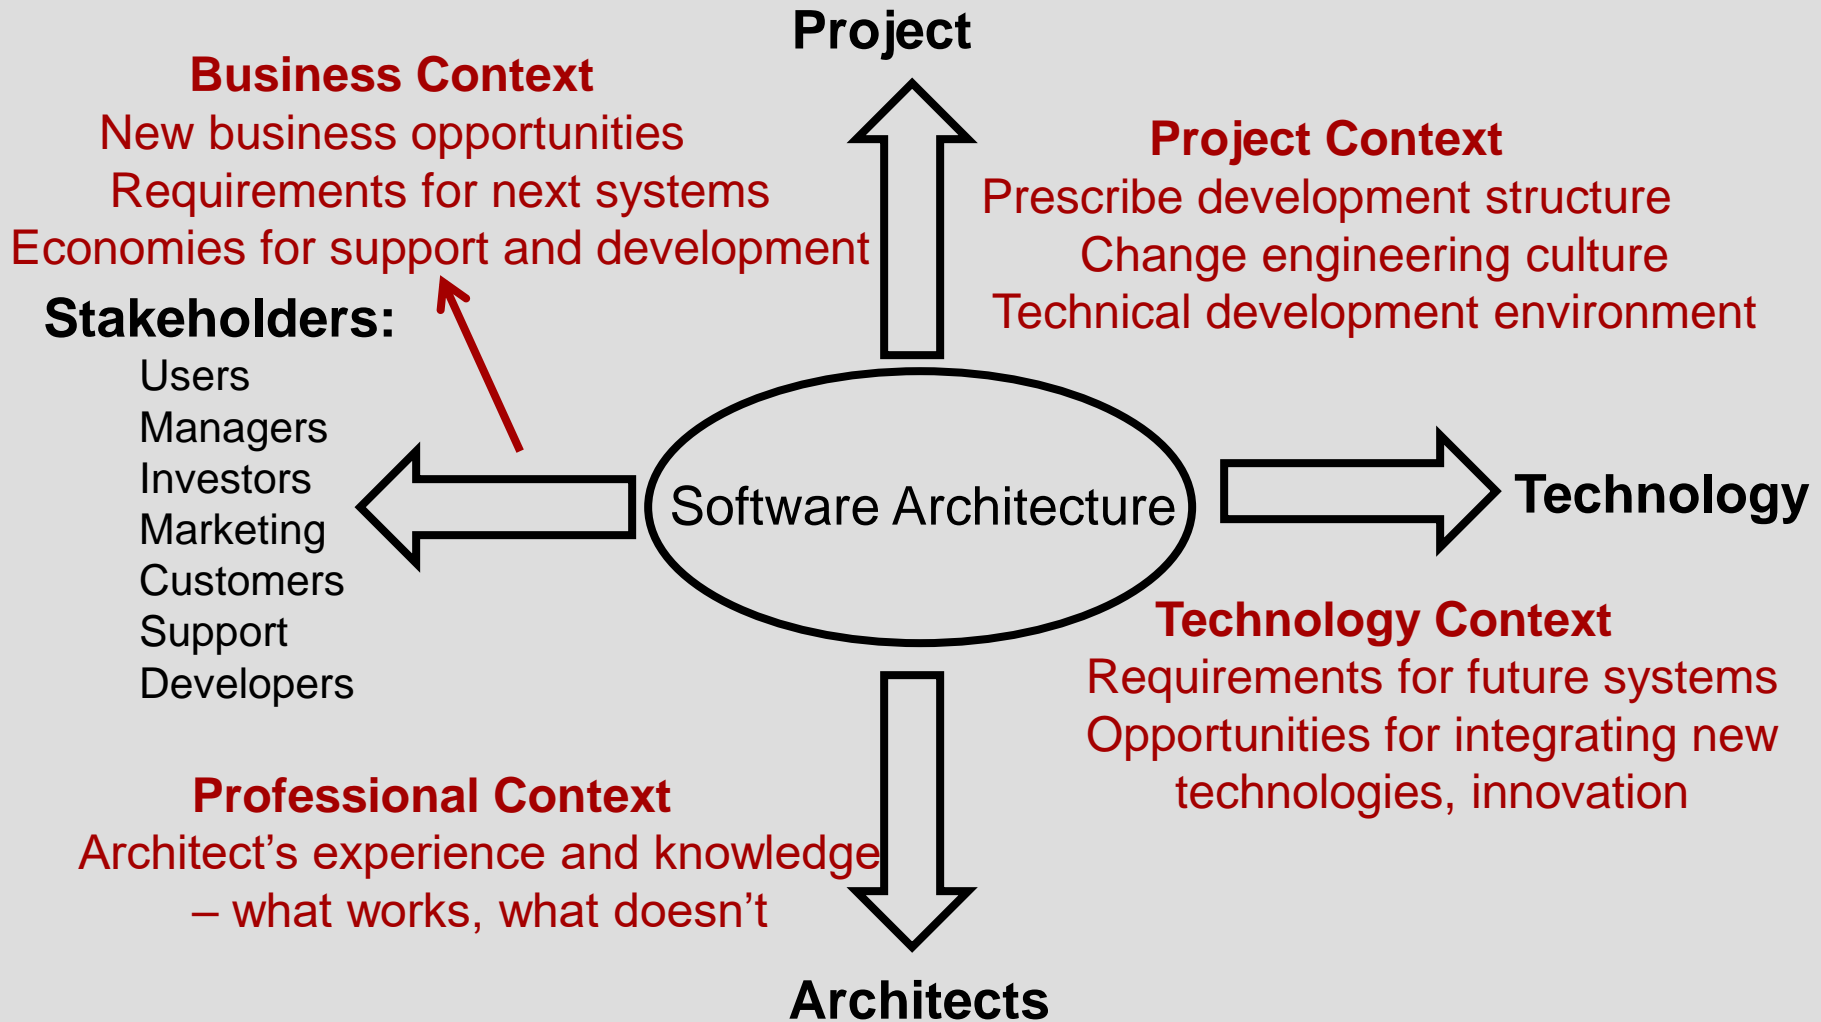 Project
Business Context
New business opportunities
Requirements for next systems
Economies for support and development
Project Context
Prescribe development structure
Change engineering culture
Technical development environment
Stakeholders:
Users
Managers
Investors
Marketing
Customers
Support
Developers
Software Architecture
Technology
Technology Context
Requirements for future systems
Opportunities for integrating new
technologies, innovation
Professional Context
Architect’s experience and knowledge
– what works, what doesn’t
Architects